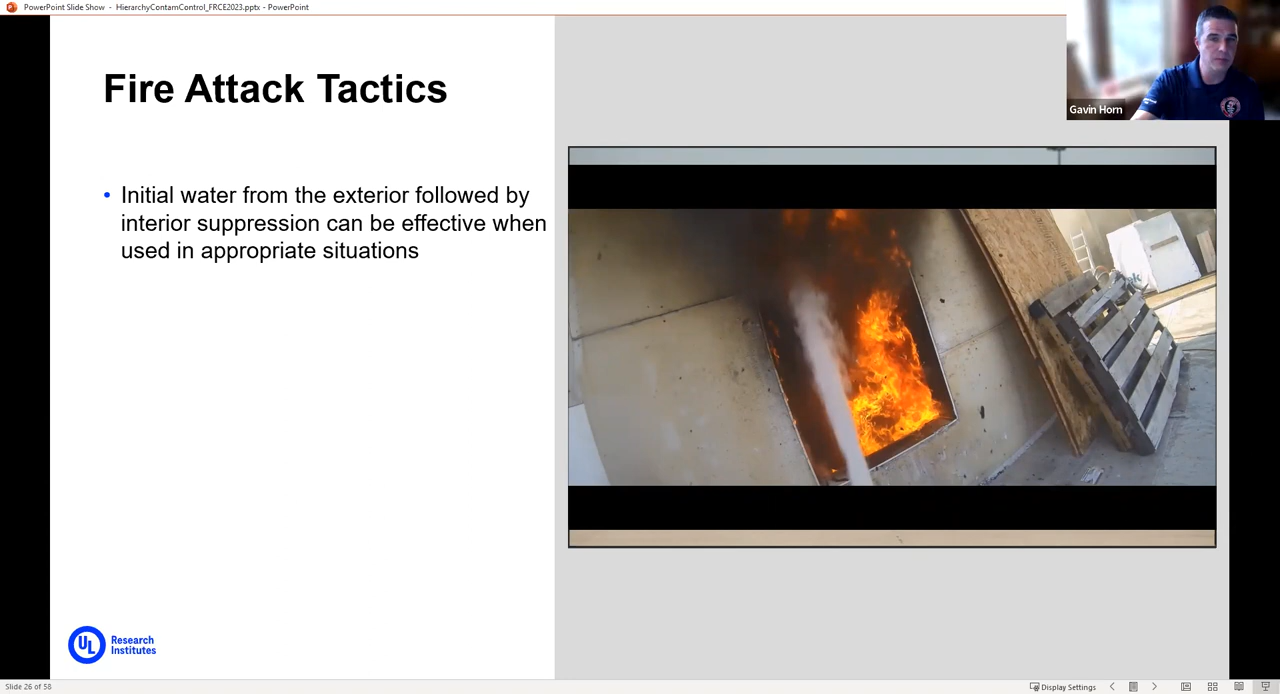 PowerPoint Slide Show - HierarchyContamControl_FRCE2023.pptx - PowerPoint
Fire Attack Tactics
Gavin Horn
• Initial water from the exterior followed by
interior suppression can be effective when
used in appropriate situations
UL Research
Institutes
Slide 26 of 58
Display Settings